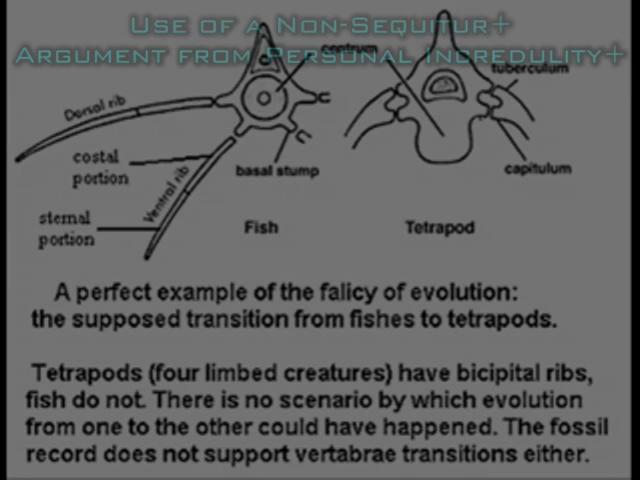 Use of a Non-Sequitur+
Argument from Personal Incredulity+
centrum
tuberculum
Dorsal rib
costal
portion
Ventral rib
basal stump
capitulum
sternal
portion
Fish
Tetrapod
A perfect example of the falicy of evolution:
the supposed transition from fishes to tetrapods.
Tetrapods (four limbed creatures) have bicipital ribs,
fish do not. There is no scenario by which evolution
from one to the other could have happened. The fossil
record does not support vertabrae transitions either.